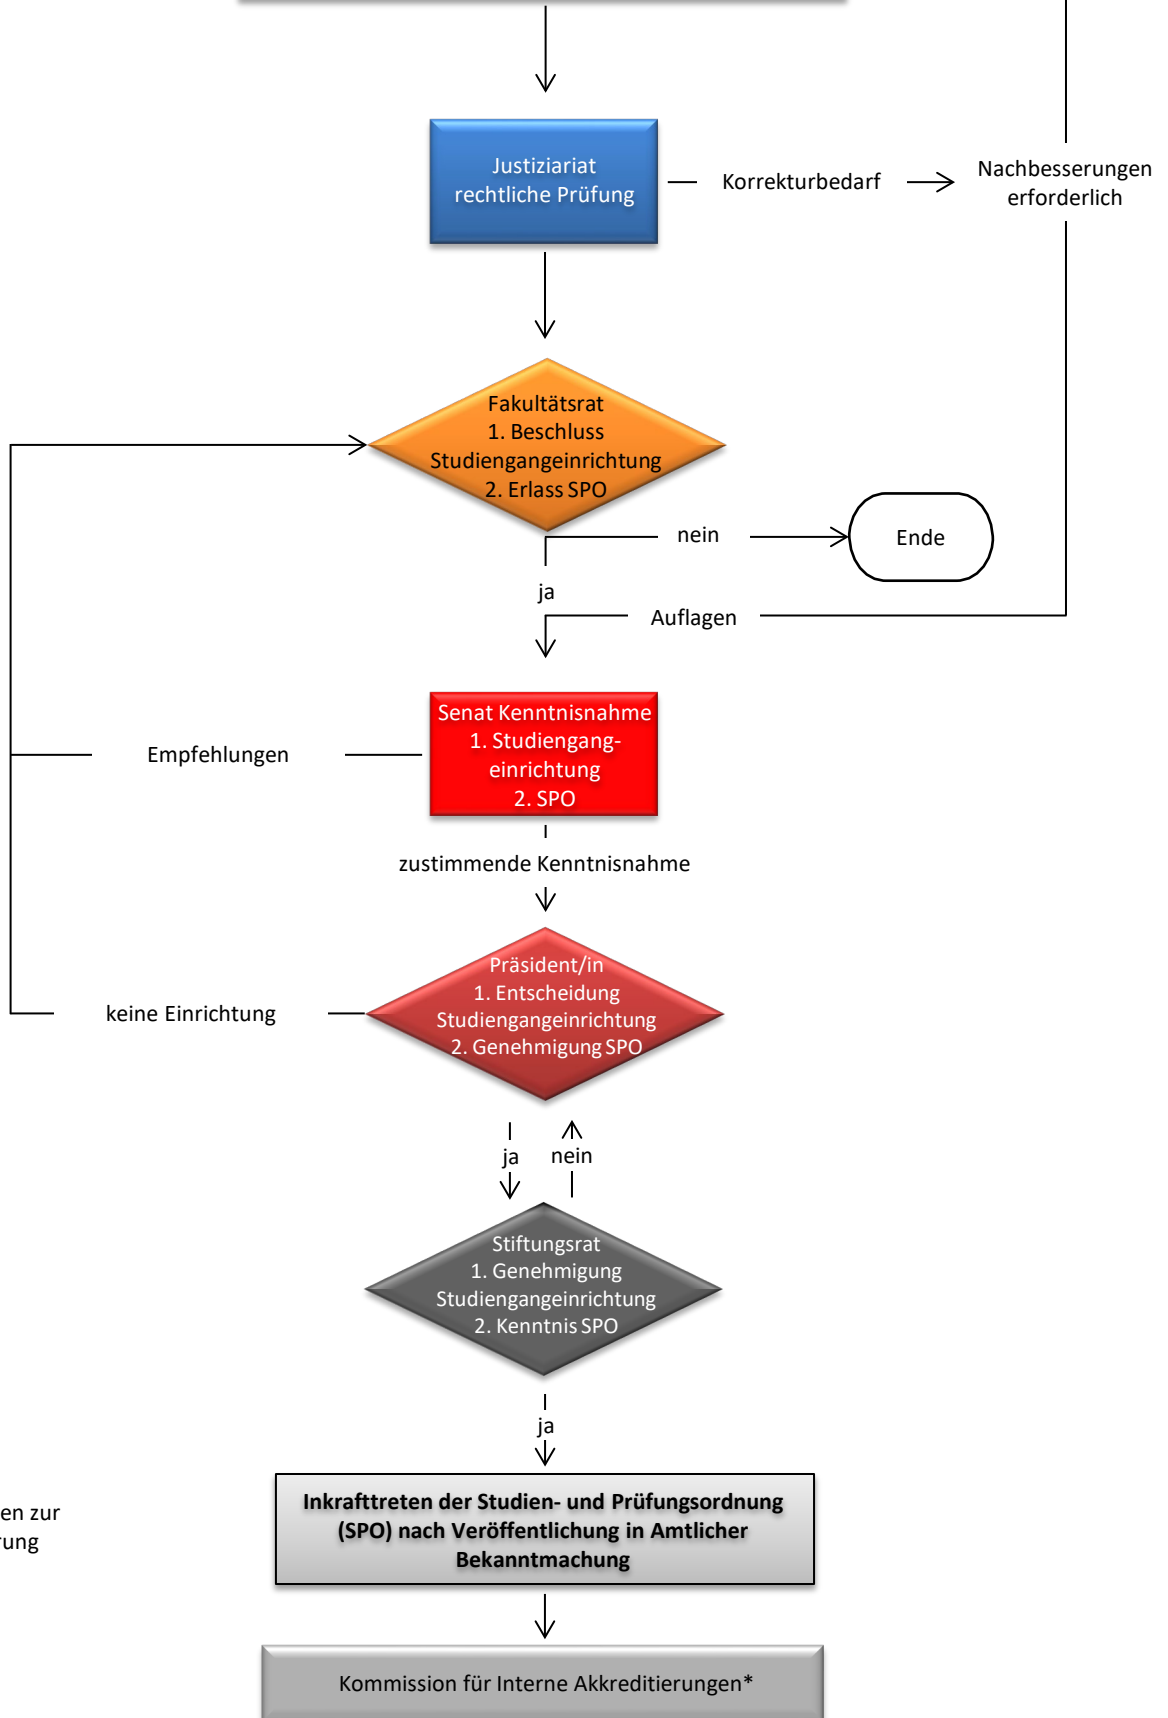 Justiziariat
rechtliche Prüfung
Korrekturbedarf
Nachbesserungen
erforderlich
Fakultätsrat
1. Beschluss
Studiengangeinrichtung
2. Erlass SPO
nein
Ende
ja
Auflagen
Senat Kenntnisnahme
1. Studiengang-
einrichtung
2. SPO
Empfehlungen
zustimmende Kenntnisnahme
Präsident/in
1. Entscheidung
Studiengangeinrichtung
2. Genehmigung SPO
keine Einrichtung
ja
nein
Stiftungsrat
1. Genehmigung
Studiengangeinrichtung
2. Kenntnis SPO
ja
Inkrafttreten der Studien- und Prüfungsordnung
(SPO) nach Veröffentlichung in Amtlicher
Bekanntmachung
en zur
rung
Kommission für Interne Akkreditierungen*